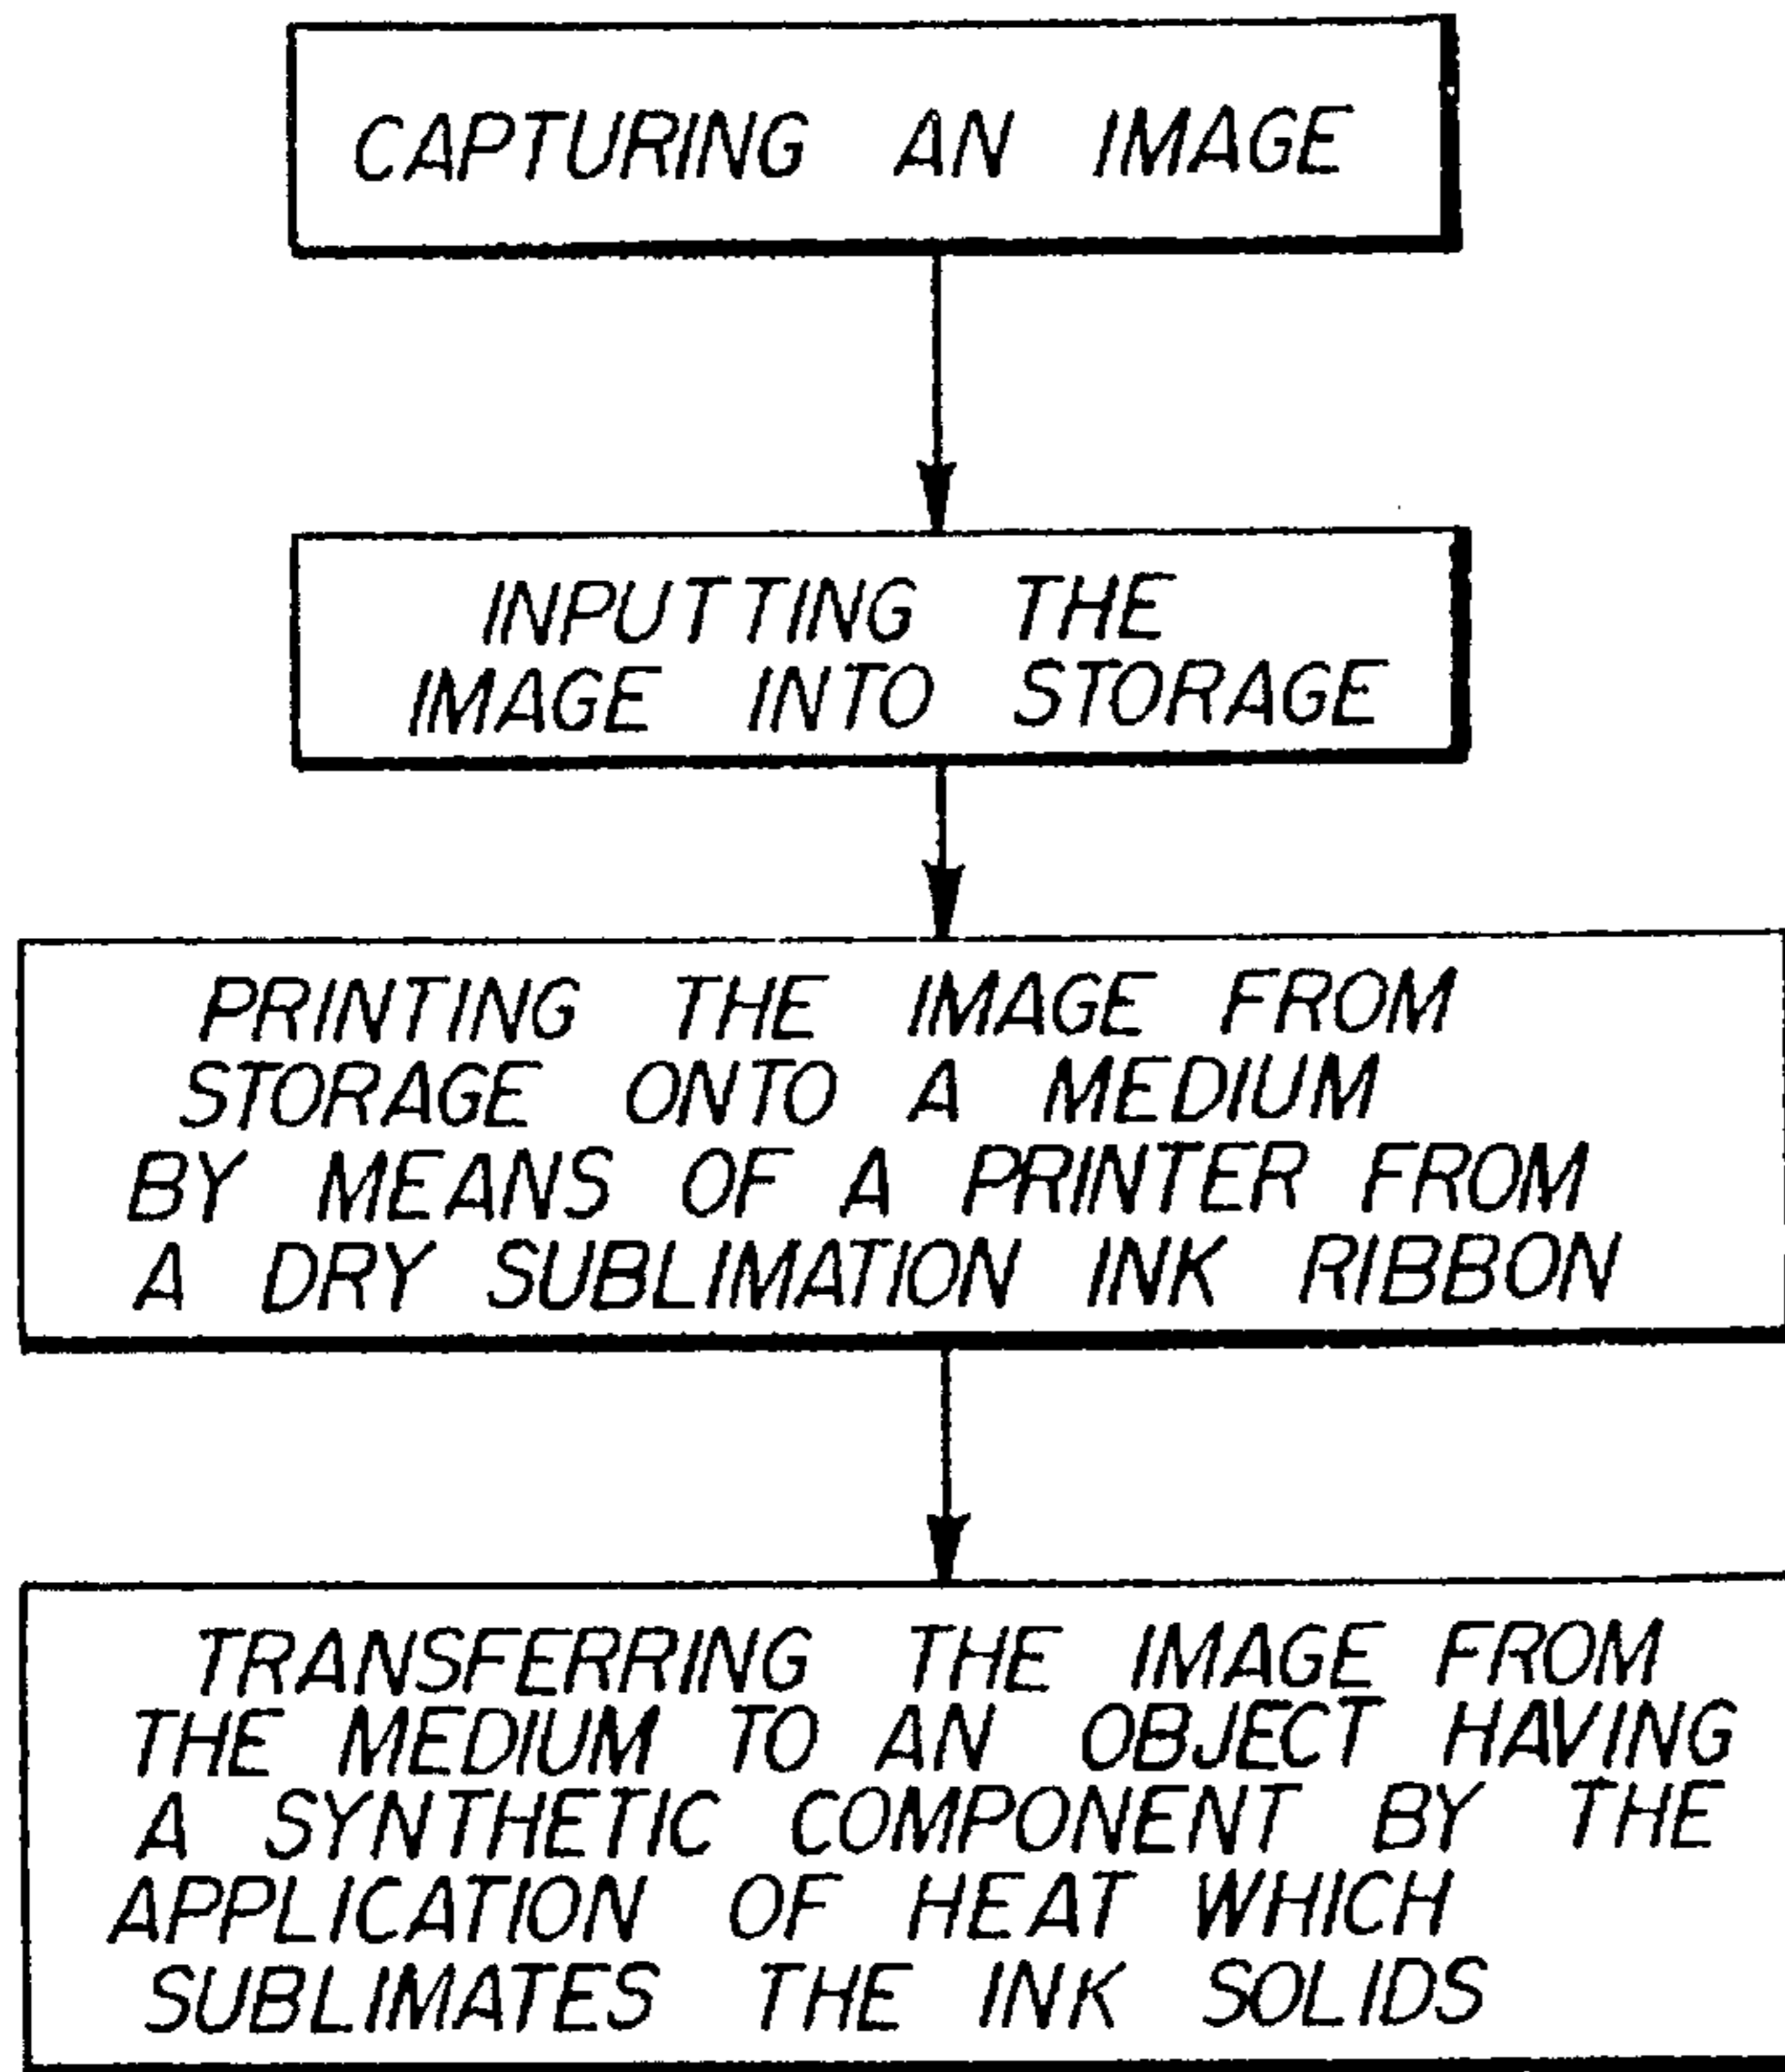 CAPTURING AN IMAGE
INPUTTING THE
IMAGE INTO STORAGE
PRINTING THE IMAGE FROM
STORAGE ONTO A MEDIUM
BY MEANS OF A PRINTER FROM
A DRY SUBLIMATION INK RIBBON
TRANSFERRING THE IMAGE FROM
THE MEDIUM TO AN OBJECT HAVING
A SYNTHETIC COMPONENT BY THE
APPLICATION OF HEAT WHICH
SUBLIMATES THE INK SOLIDS